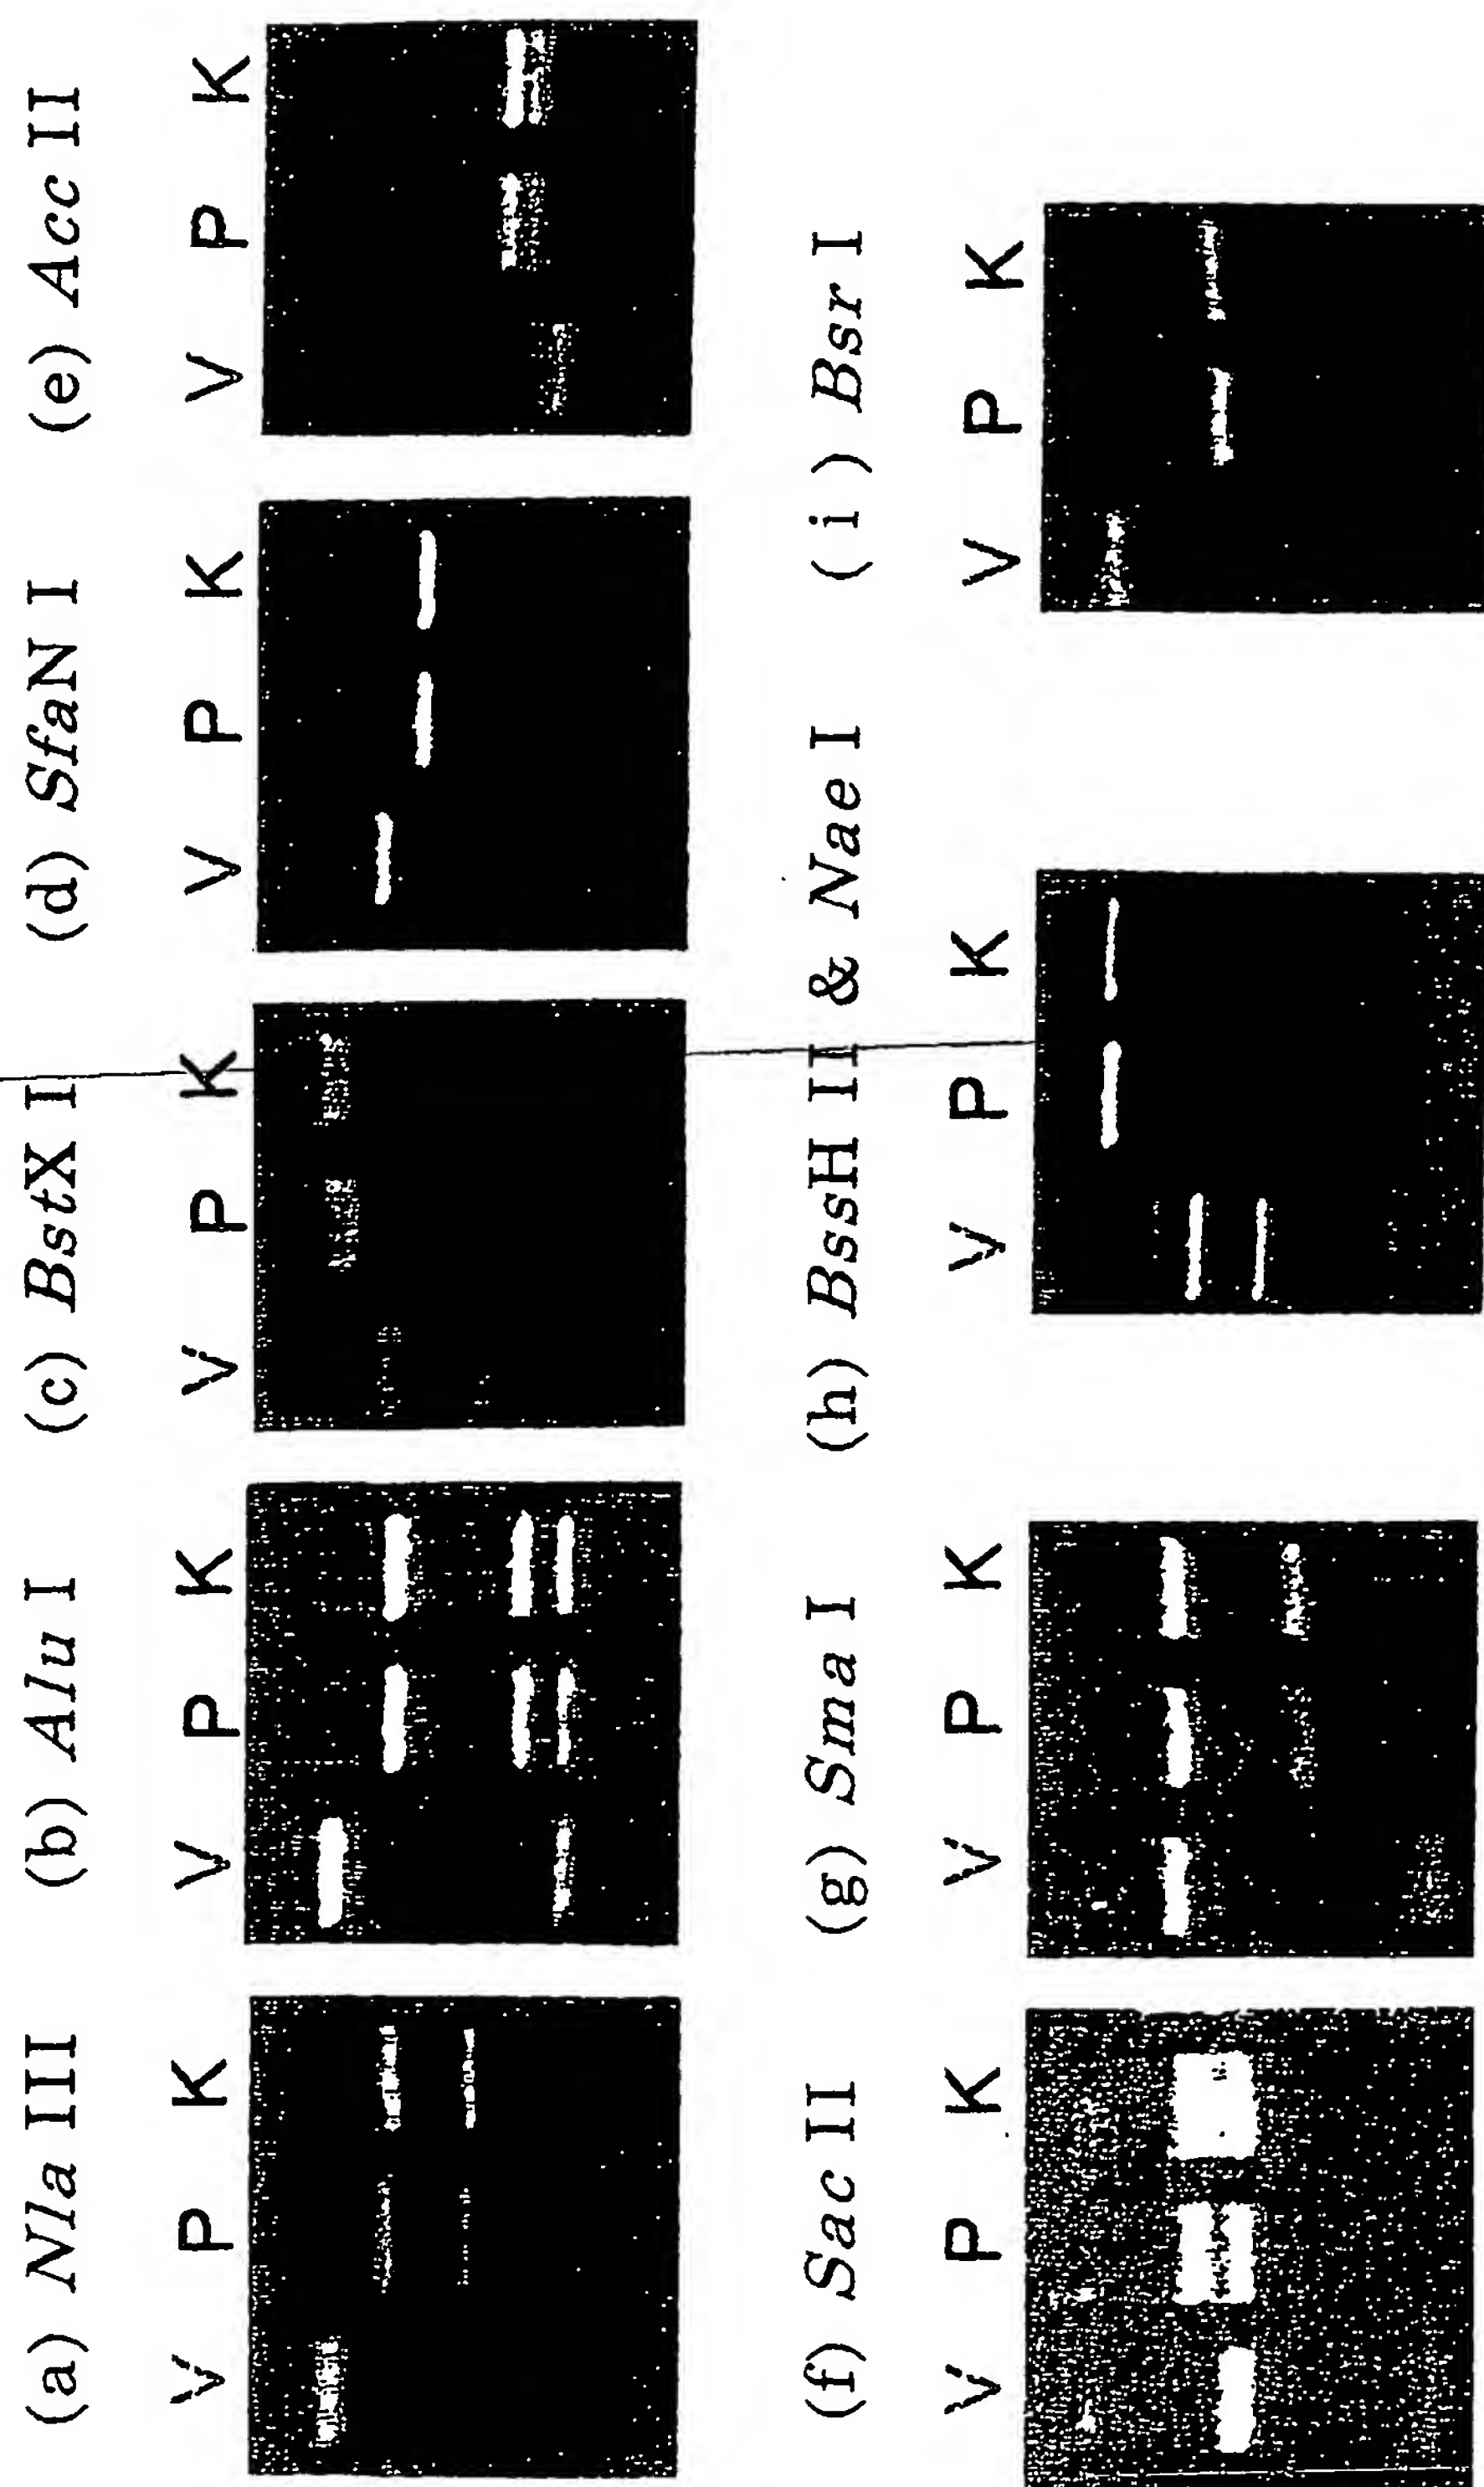 (a) Nla III
V P K
(b) Alu I
V P K
(c) BstX I
V P K
(d) SfaN I
V P K
(e) Acc II
V P K
(f) Sac II
V P K
(g) Sma I
V P K
(h) BssH II & Nae I
V P K
(i) Bsr I
V P K